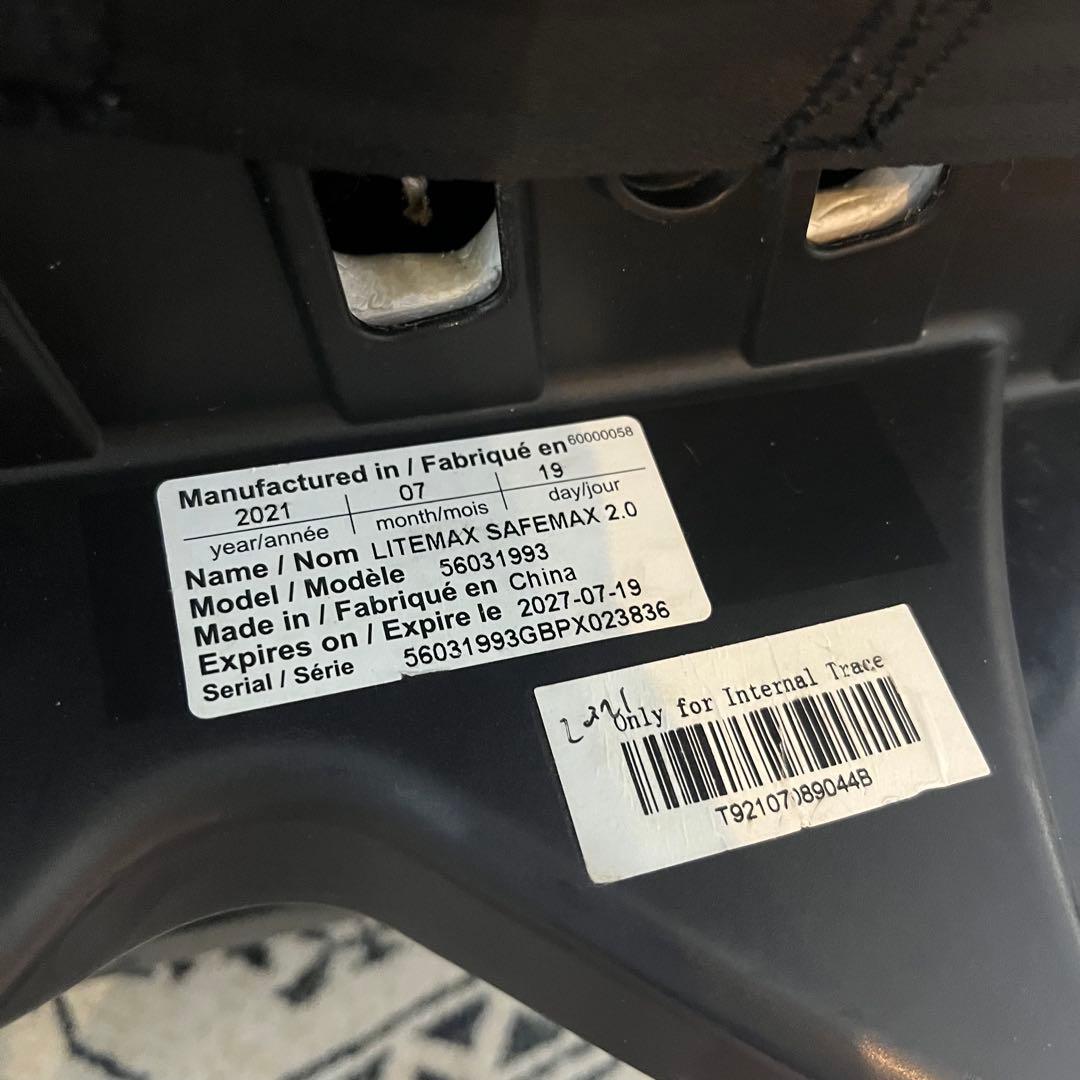 60000058
Manufactured in / Fabriqué en
2021 07 19
year/année month/mois day/jour
Name / Nom LITEMAX SAFEMAX 2.0
Model / Modèle 56031993
Made in / Fabriqué en China
Expires on / Expire le 2027-07-19
Serial / Série 56031993GBPX023836
Only for Internal Trace